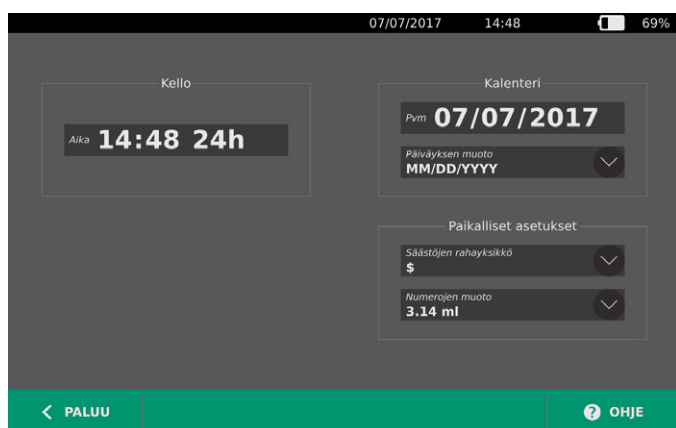 07/07/2017 14:48 69%
Kello
Aika 14:48 24h
Kalenteri
Pvm 07/07/2017
Päiväyksen muoto
MM/DD/YYYY
Paikalliset asetukset
Säästöjen rahayksikkö
$
Numerojen muoto
3.14 ml
PALUU
? OHJE